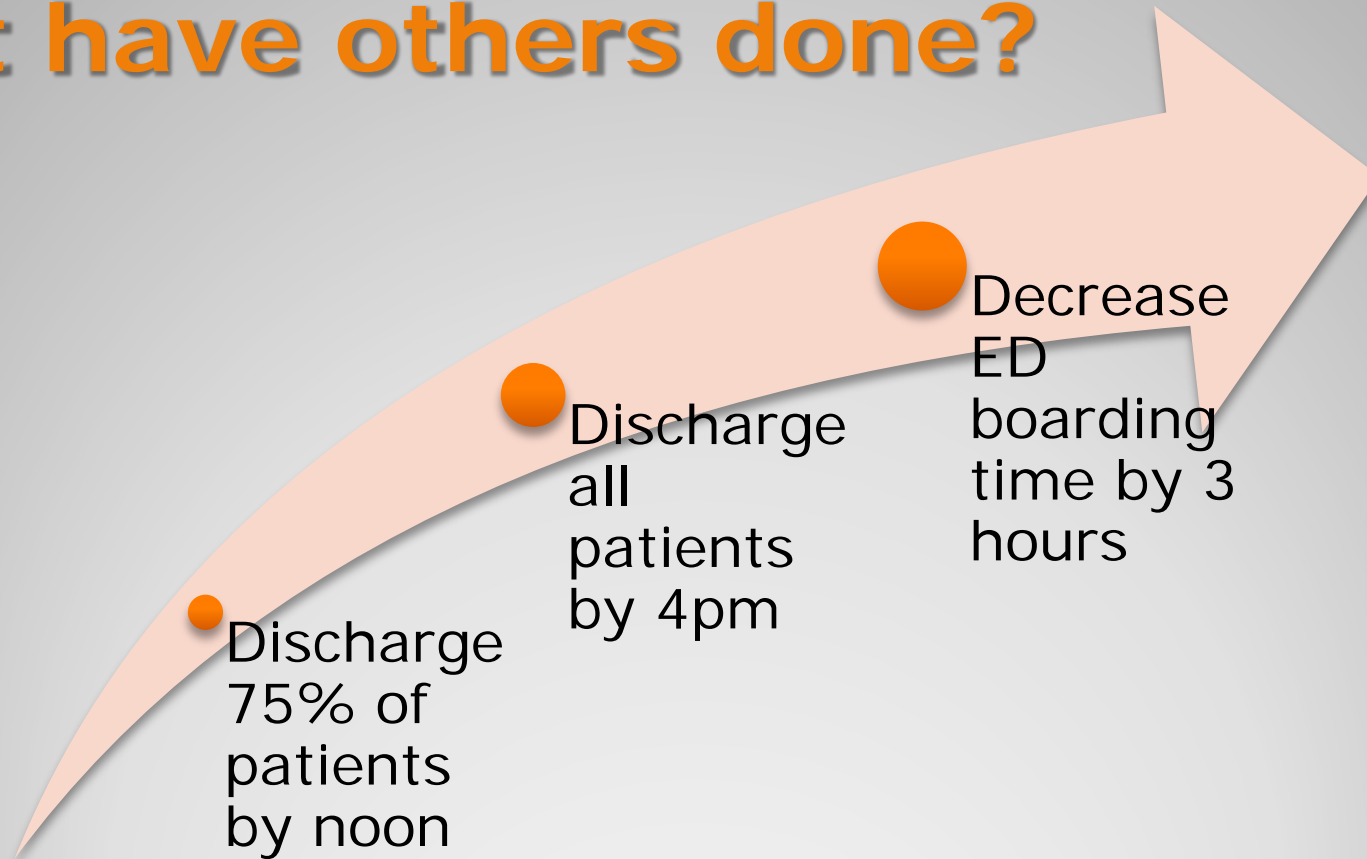 have others done?
Discharge
75% of
patients
by noon
Discharge
all
patients
by 4pm
Decrease
ED
boarding
time by 3
hours